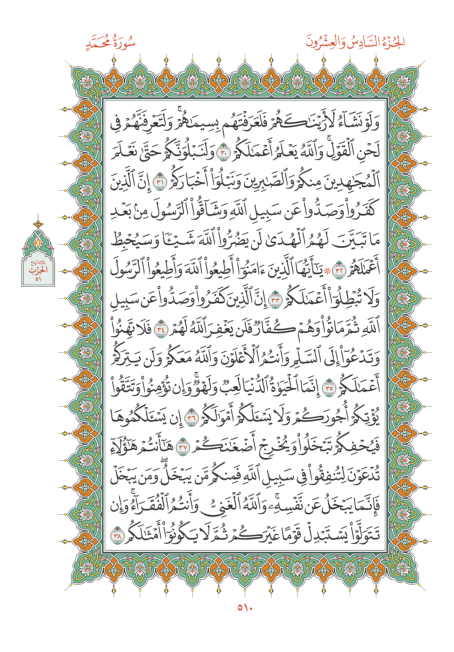 الجُزْءُ السَّادِسُ وَالعِشْرُونَ
سُورَةُ مُحَمَّدٍ
وَلَوْ نَشَآءُ لَأَرَيْنَٰكَهُمْ فَلَعَرَفْتَهُم بِسِيمَٰهُمْۚ وَلَتَعْرِفَنَّهُمْ فِى
لَحْنِ ٱلْقَوْلِۚ وَٱللَّهُ يَعْلَمُ أَعْمَٰلَكُمْ ٣٠ وَلَنَبْلُوَنَّكُمْ حَتَّىٰ نَعْلَمَ
ٱلْمُجَٰهِدِينَ مِنكُمْ وَٱلصَّٰبِرِينَ وَنَبْلُوَا۟ أَخْبَارَكُمْ ٣١ إِنَّ ٱلَّذِينَ
كَفَرُوا۟ وَصَدُّوا۟ عَن سَبِيلِ ٱللَّهِ وَشَآقُّوا۟ ٱلرَّسُولَ مِنۢ بَعْدِ
مَا تَبَيَّنَ لَهُمُ ٱلْهُدَىٰ لَن يَضُرُّوا۟ ٱللَّهَ شَيْـًٔا وَسَيُحْبِطُ
أَعْمَٰلَهُمْ ٣٢ ۞ يَٰٓأَيُّهَا ٱلَّذِينَ ءَامَنُوٓا۟ أَطِيعُوا۟ ٱللَّهَ وَأَطِيعُوا۟ ٱلرَّسُولَ
وَلَا تُبْطِلُوٓا۟ أَعْمَٰلَكُمْ ٣٣ إِنَّ ٱلَّذِينَ كَفَرُوا۟ وَصَدُّوا۟ عَن سَبِيلِ
ٱللَّهِ ثُمَّ مَاتُوا۟ وَهُمْ كُفَّارٌ فَلَن يَغْفِرَ ٱللَّهُ لَهُمْ ٣٤ فَلَا تَهِنُوا۟
وَتَدْعُوٓا۟ إِلَى ٱلسَّلْمِ وَأَنتُمُ ٱلْأَعْلَوْنَ وَٱللَّهُ مَعَكُمْ وَلَن يَتِرَكُمْ
أَعْمَٰلَكُمْ ٣٥ إِنَّمَا ٱلْحَيَوٰةُ ٱلدُّنْيَا لَعِبٌ وَلَهْوٌۚ وَإِن تُؤْمِنُوا۟ وَتَتَّقُوا۟
يُؤْتِكُمْ أُجُورَكُمْ وَلَا يَسْـَٔلْكُمْ أَمْوَٰلَكُمْ ٣٦ إِن يَسْـَٔلْكُمُوهَا
فَيُحْفِكُمْ تَبْخَلُوا۟ وَيُخْرِجْ أَضْغَٰنَكُمْ ٣٧ هَٰٓأَنتُمْ هَٰٓؤُلَآءِ
تُدْعَوْنَ لِتُنفِقُوا۟ فِى سَبِيلِ ٱللَّهِ فَمِنكُم مَّن يَبْخَلُۖ وَمَن يَبْخَلْ
فَإِنَّمَا يَبْخَلُ عَن نَّفْسِهِۦۚ وَٱللَّهُ ٱلْغَنِىُّ وَأَنتُمُ ٱلْفُقَرَآءُۚ وَإِن
تَتَوَلَّوْا۟ يَسْتَبْدِلْ قَوْمًا غَيْرَكُمْ ثُمَّ لَا يَكُونُوٓا۟ أَمْثَٰلَكُم ٣٨
الحِزْبُ
٥١
٥١٠